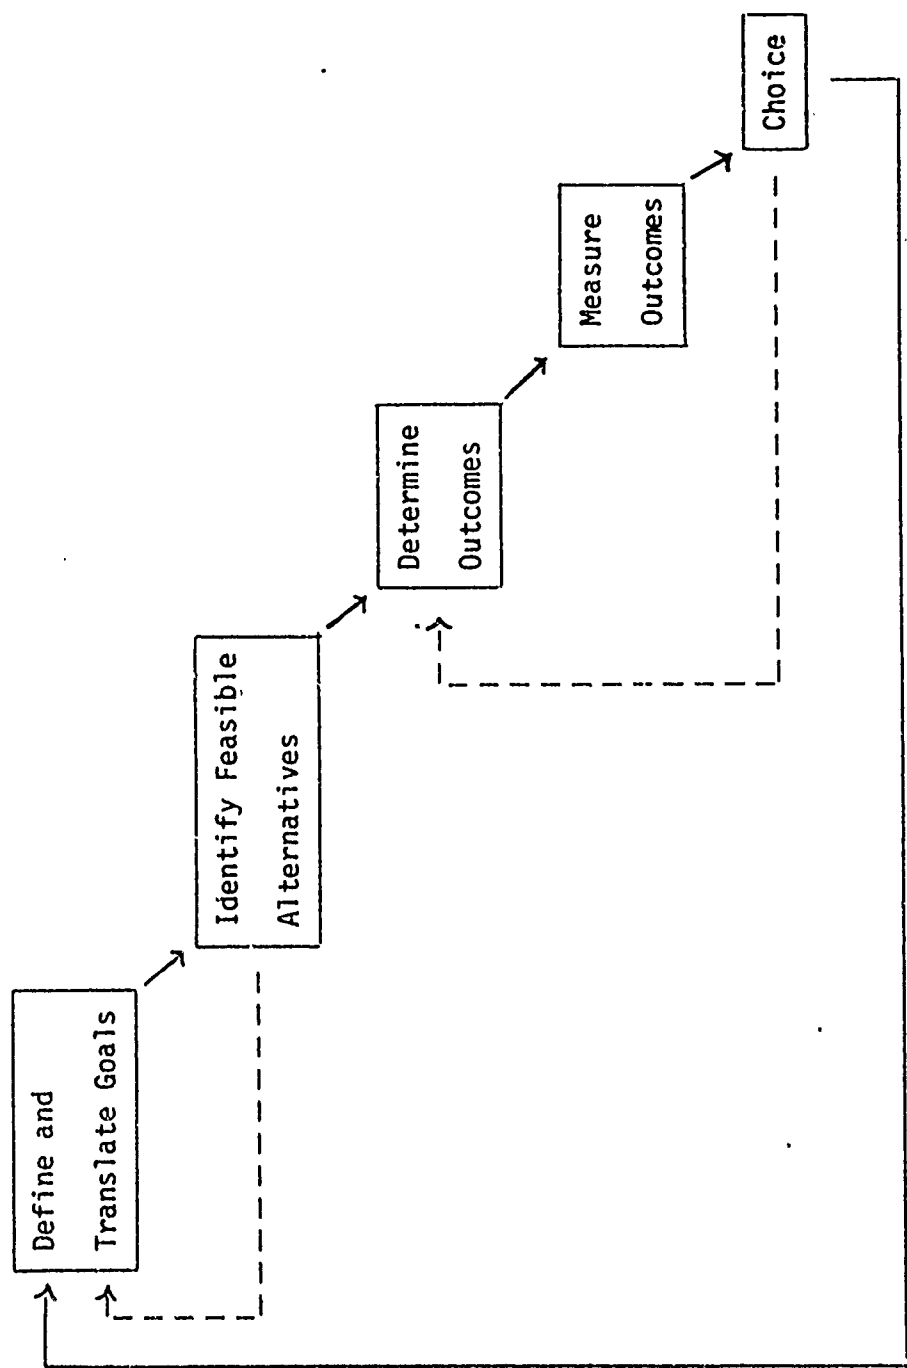 Define and
Translate Goals
Identify Feasible
Alternatives
Determine
Outcomes
Measure
Outcomes
Choice